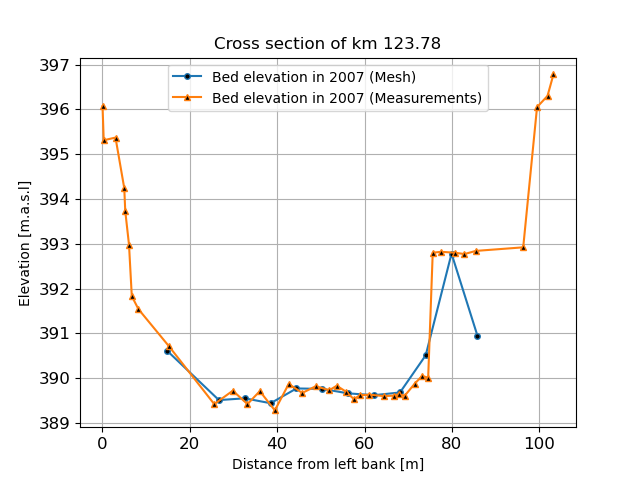 Cross section of km 123.78
Bed elevation in 2007 (Mesh)
Bed elevation in 2007 (Measurements)
Elevation [m.a.s.l]
397
396
395
394
393
392
391
390
389
0 20 40 60 80 100
Distance from left bank [m]